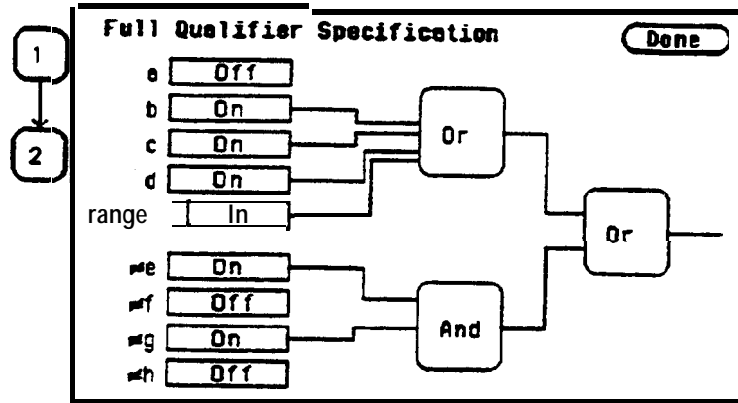 Full Qualifier Specification
Done
1
2
a Off
b On
c On
d On
range In
≠e On
≠f Off
≠g On
≠h Off
Or
And
Or